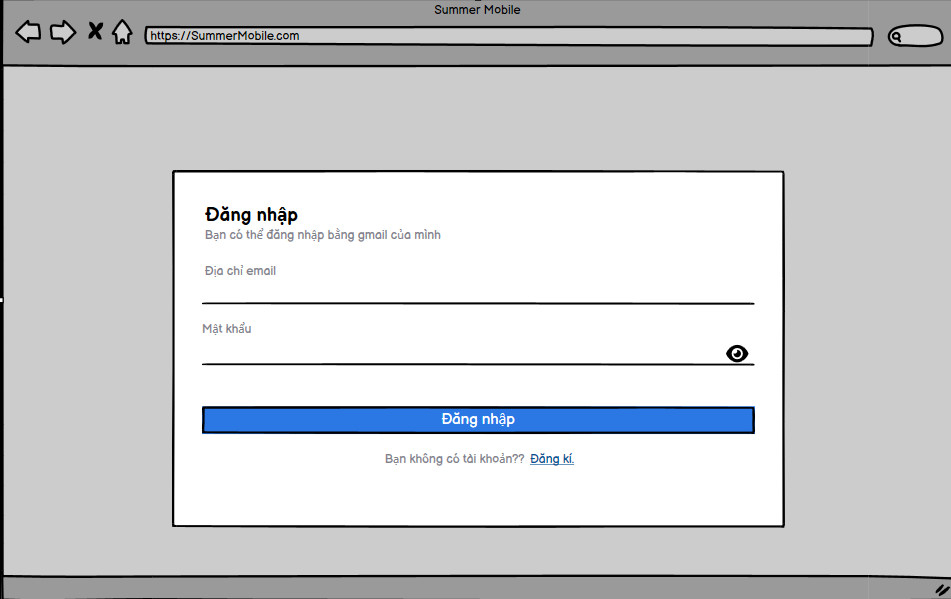 Summer Mobile
https://SummerMobile.com
Đăng nhập
Bạn có thể đăng nhập bằng gmail của mình
Địa chỉ email
Mật khẩu
Đăng nhập
Bạn không có tài khoản?? Đăng kí.